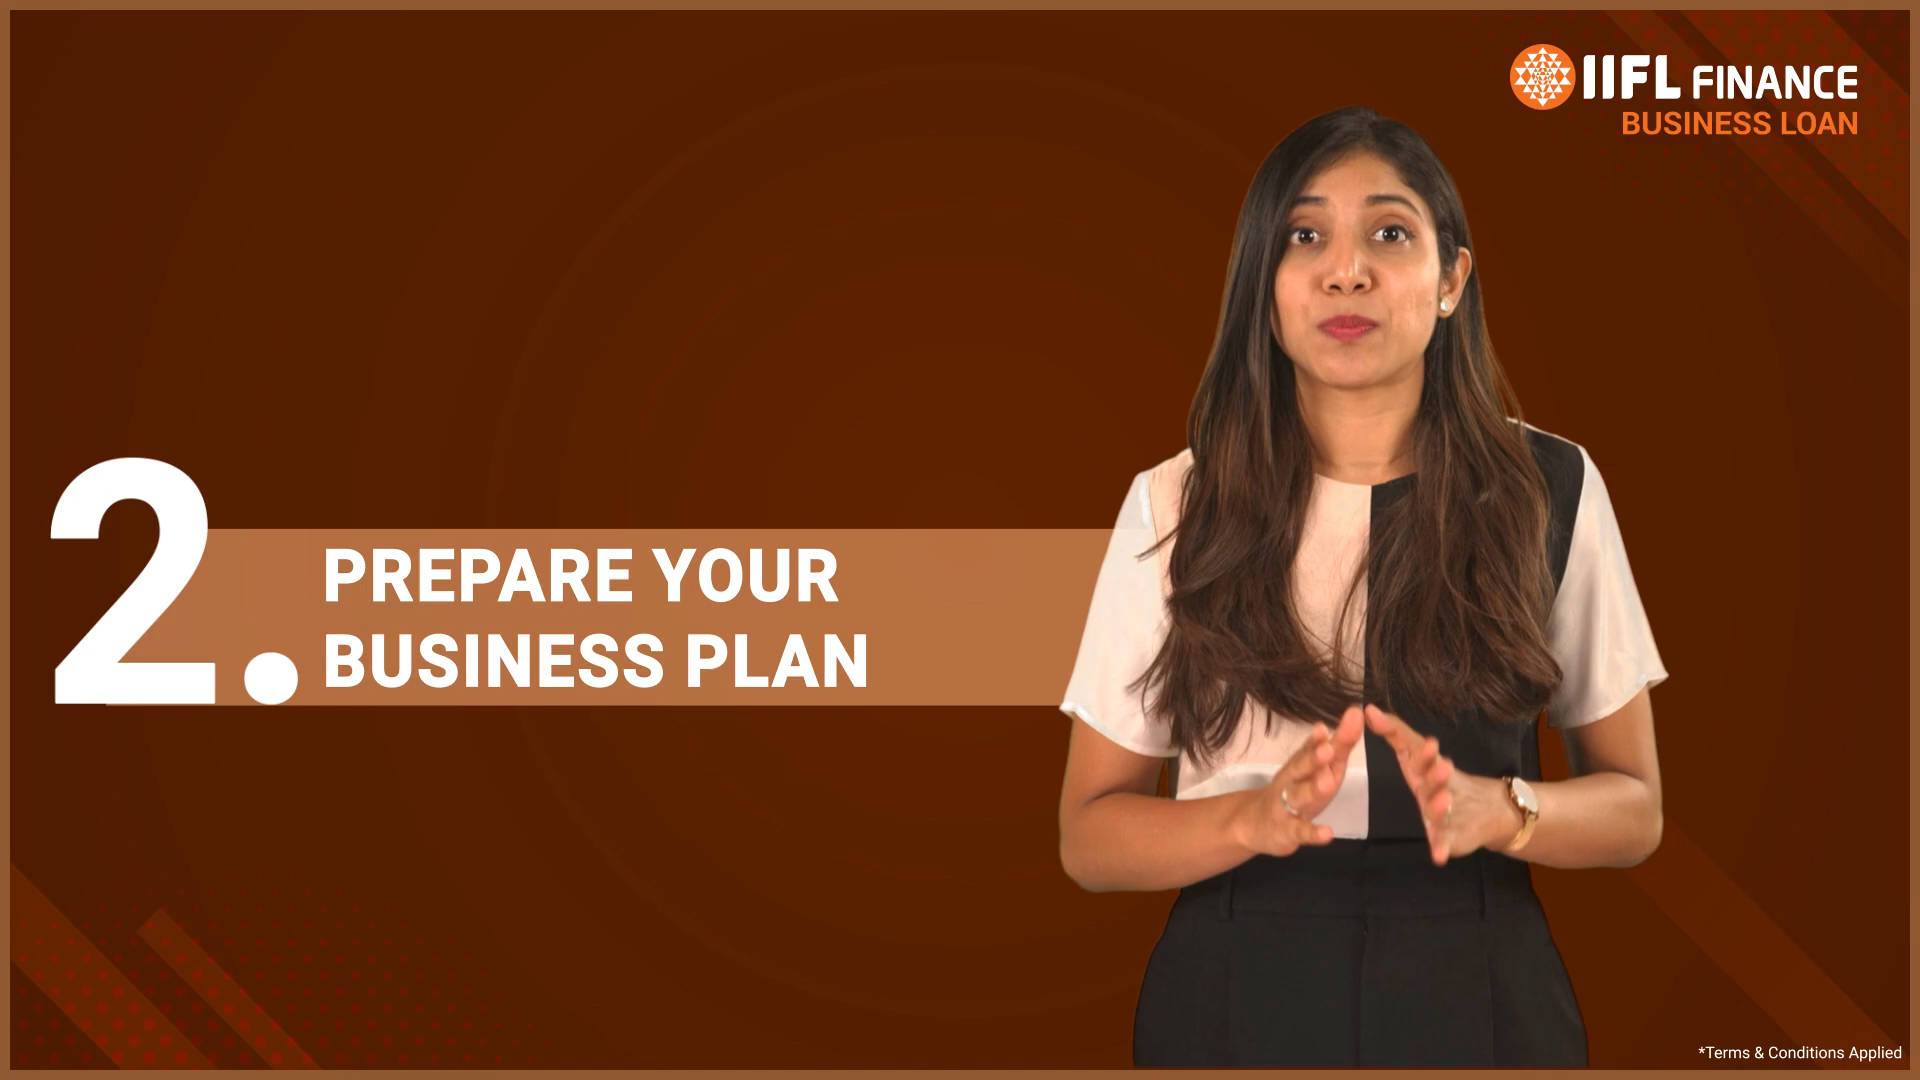 IIFL FINANCE
BUSINESS LOAN
2. PREPARE YOUR
BUSINESS PLAN
*Terms & Conditions Applied